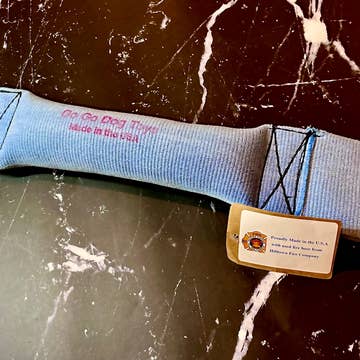 Go Go Dog Toys
Made in the USA
Proudly Made in the U.S.A
with used fire hose from
Hilltown Fire Company